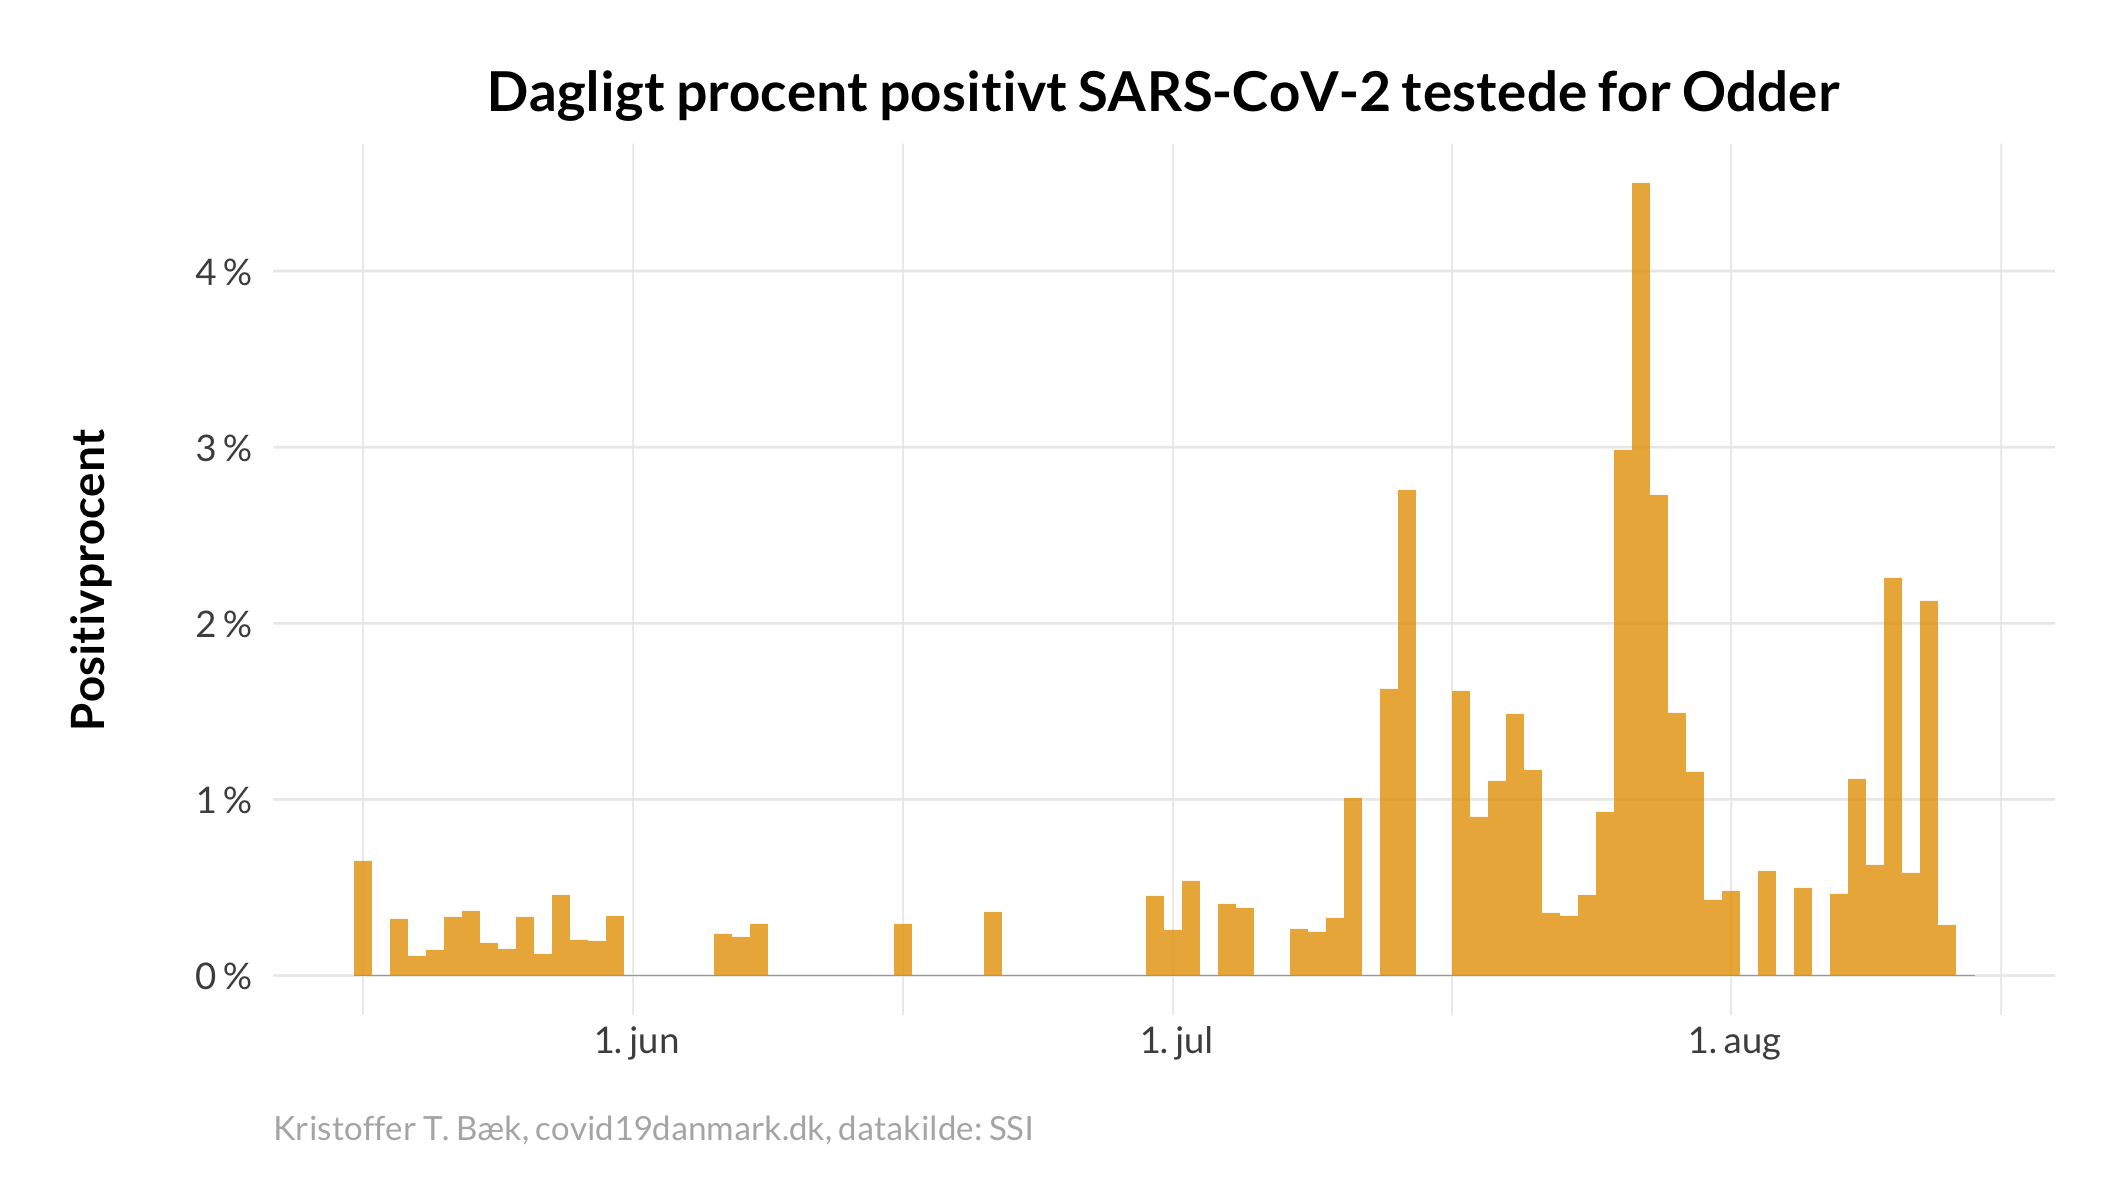 Dagligt procent positivt SARS-CoV-2 testede for Odder
Positivprocent
4 %
3 %
2 %
1 %
0 %
1. jun
1. jul
1. aug
Kristoffer T. Bæk, covid19danmark.dk, datakilde: SSI